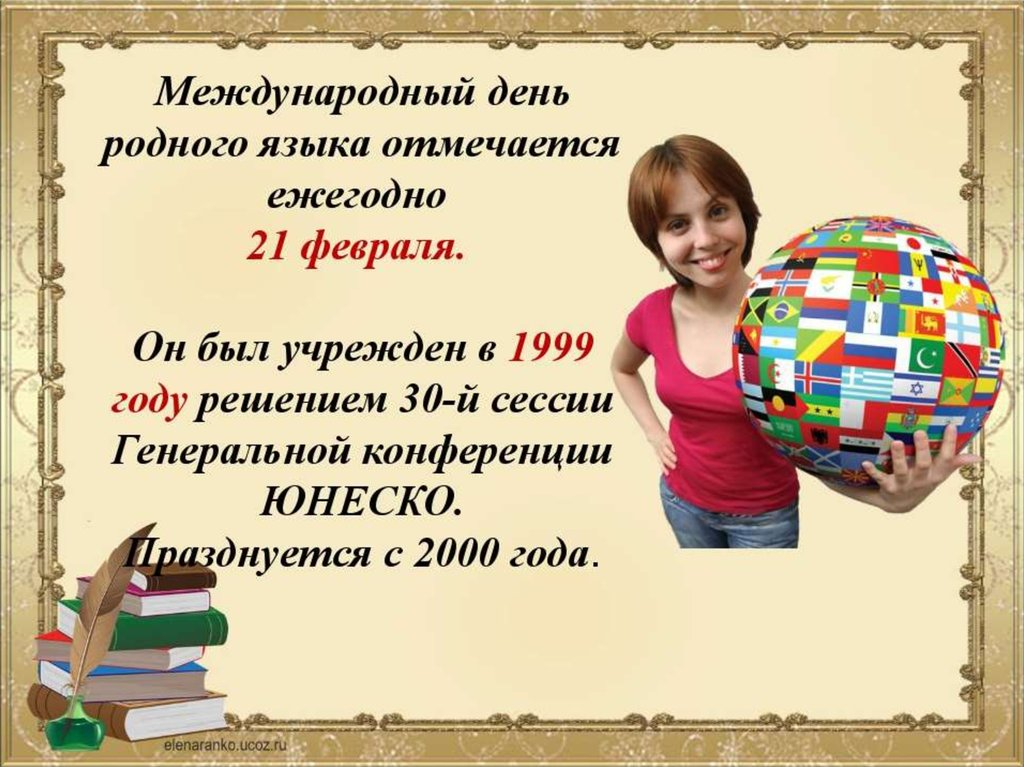 Международный день
родного языка отмечается
ежегодно
21 февраля.
Он был учрежден в 1999
году решением 30-й сессии
Генеральной конференции
ЮНЕСКО.
Празднуется с 2000 года.
elenaranko.ucoz.ru